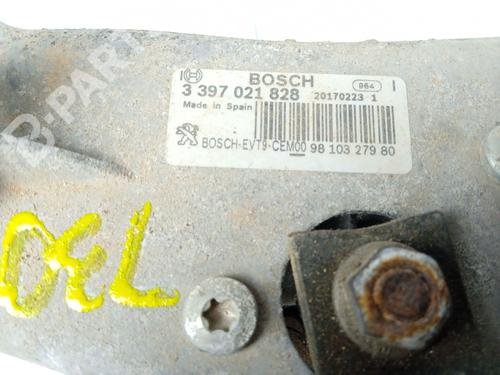 B-PARTS
BOSCH
964
3 397 021 828
20170223 1
Made in Spain
BOSCH-EVT9-CEM00 98 103 279 80
DEL
730